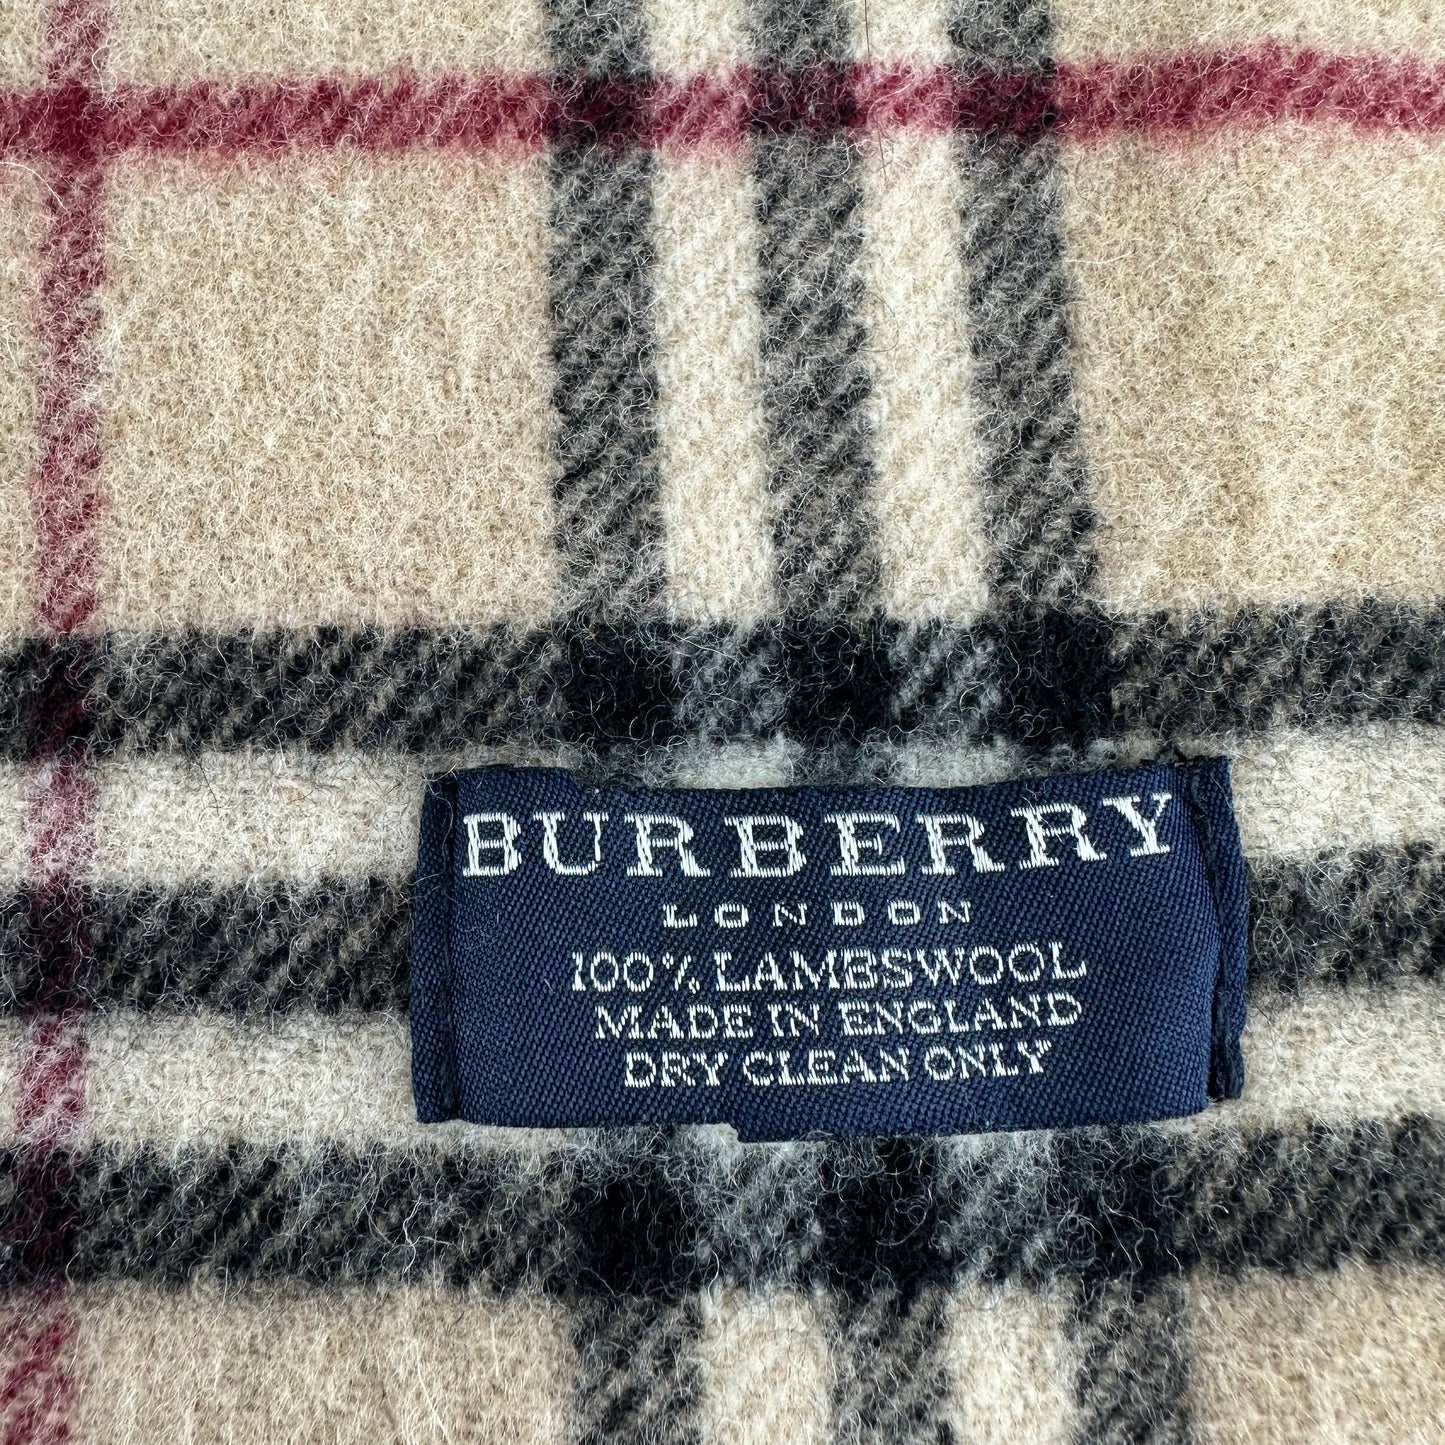 BURBERRY
LONDON
100% LAMBSWOOL
MADE IN ENGLAND
DRY CLEAN ONLY